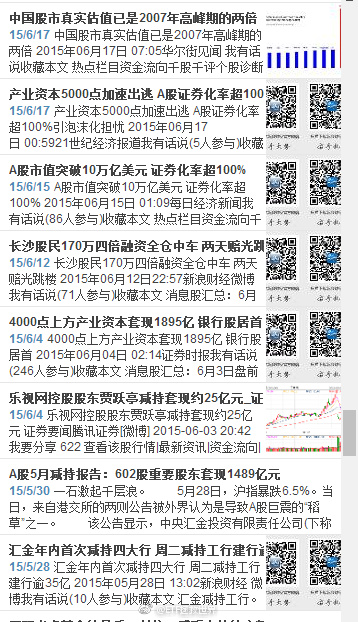 中国股市真实估值已是2007年高峰期的两倍
15/6/17 中国股市真实估值已是2007年高峰期的
两倍 2015年06月17日 07:05华尔街见闻 我有话
说收藏本文 热点栏目资金流向千股千评个股诊断
产业资本5000点加速出逃 A股证券化率超100
15/6/17 产业资本5000点加速出逃 A股证券化率
超100%引泡沫化担忧 2015年06月17
日 00:5921世纪经济报道我有话说(5人参与)收藏
A股市值突破10万亿美元 证券化率超100%
15/6/15 A股市值突破10万亿美元 证券化率超
100% 2015年06月15日 01:09每日经济新闻我
有话说(86人参与)收藏本文 热点栏目资金流向千
长沙股民170万四倍融资全仓中车 两天赔光跳
15/6/12 长沙股民170万四倍融资全仓中车 两天
赔光跳楼 2015年06月12日22:57新浪财经微博
我有话说(71人参与)收藏本文 消息股汇总：6月
4000点上方产业资本套现1895亿 银行股居首
15/6/4 4000点上方产业资本套现1895亿 银行股
居首 2015年06月04日 02:14证券时报我有话说
(246人参与)收藏本文 消息股汇总：6月3日盘前
乐视网控股股东贾跃亭减持套现约25亿元_证
15/6/4 乐视网控股股东贾跃亭减持套现约25亿
元 证券要闻腾讯证券[微博] 2015-06-03 20:42
我要分享 622 查看该股行情|最新资讯|资金流向|
A股5月减持报告：602股重要股东套现1489亿元
15/5/30 一石激起千层浪。 5月28日，沪指暴跌6.5%。当
日，来自港交所的两则公告被外界认为是导致A股巨震的“稻
草”之一。 该公告显示，中央汇金投资有限责任公司(下称
汇金年内首次减持四大行 周二减持工行建行逾
15/5/28 汇金年内首次减持四大行 周二减持工行
建行逾35亿 2015年05月28日 13:02新浪财经 微
博我有话说(10人参与)收藏本文 汇金减持工行。